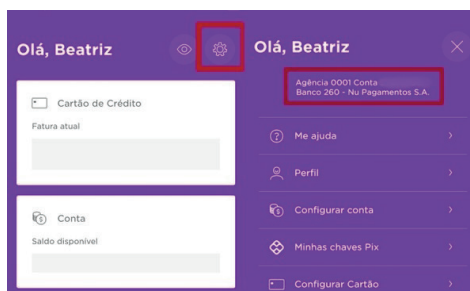 Olá, Beatriz
Cartão de Crédito
Fatura atual
Conta
Saldo disponível
Olá, Beatriz
Agência 0001 Conta
Banco 260 - Nu Pagamentos S.A.
Me ajuda
Perfil
Configurar conta
Minhas chaves Pix
Configurar Cartão